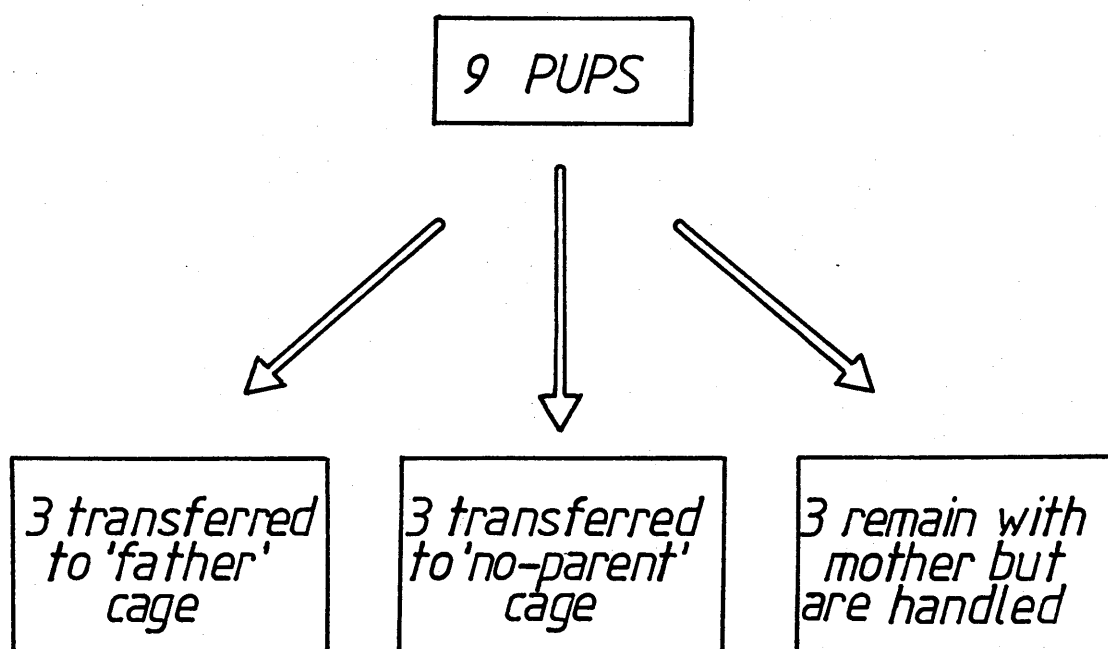 9 PUPS
3 transferred
to 'father'
cage
3 transferred
to 'no-parent'
cage
3 remain with
mother but
are handled